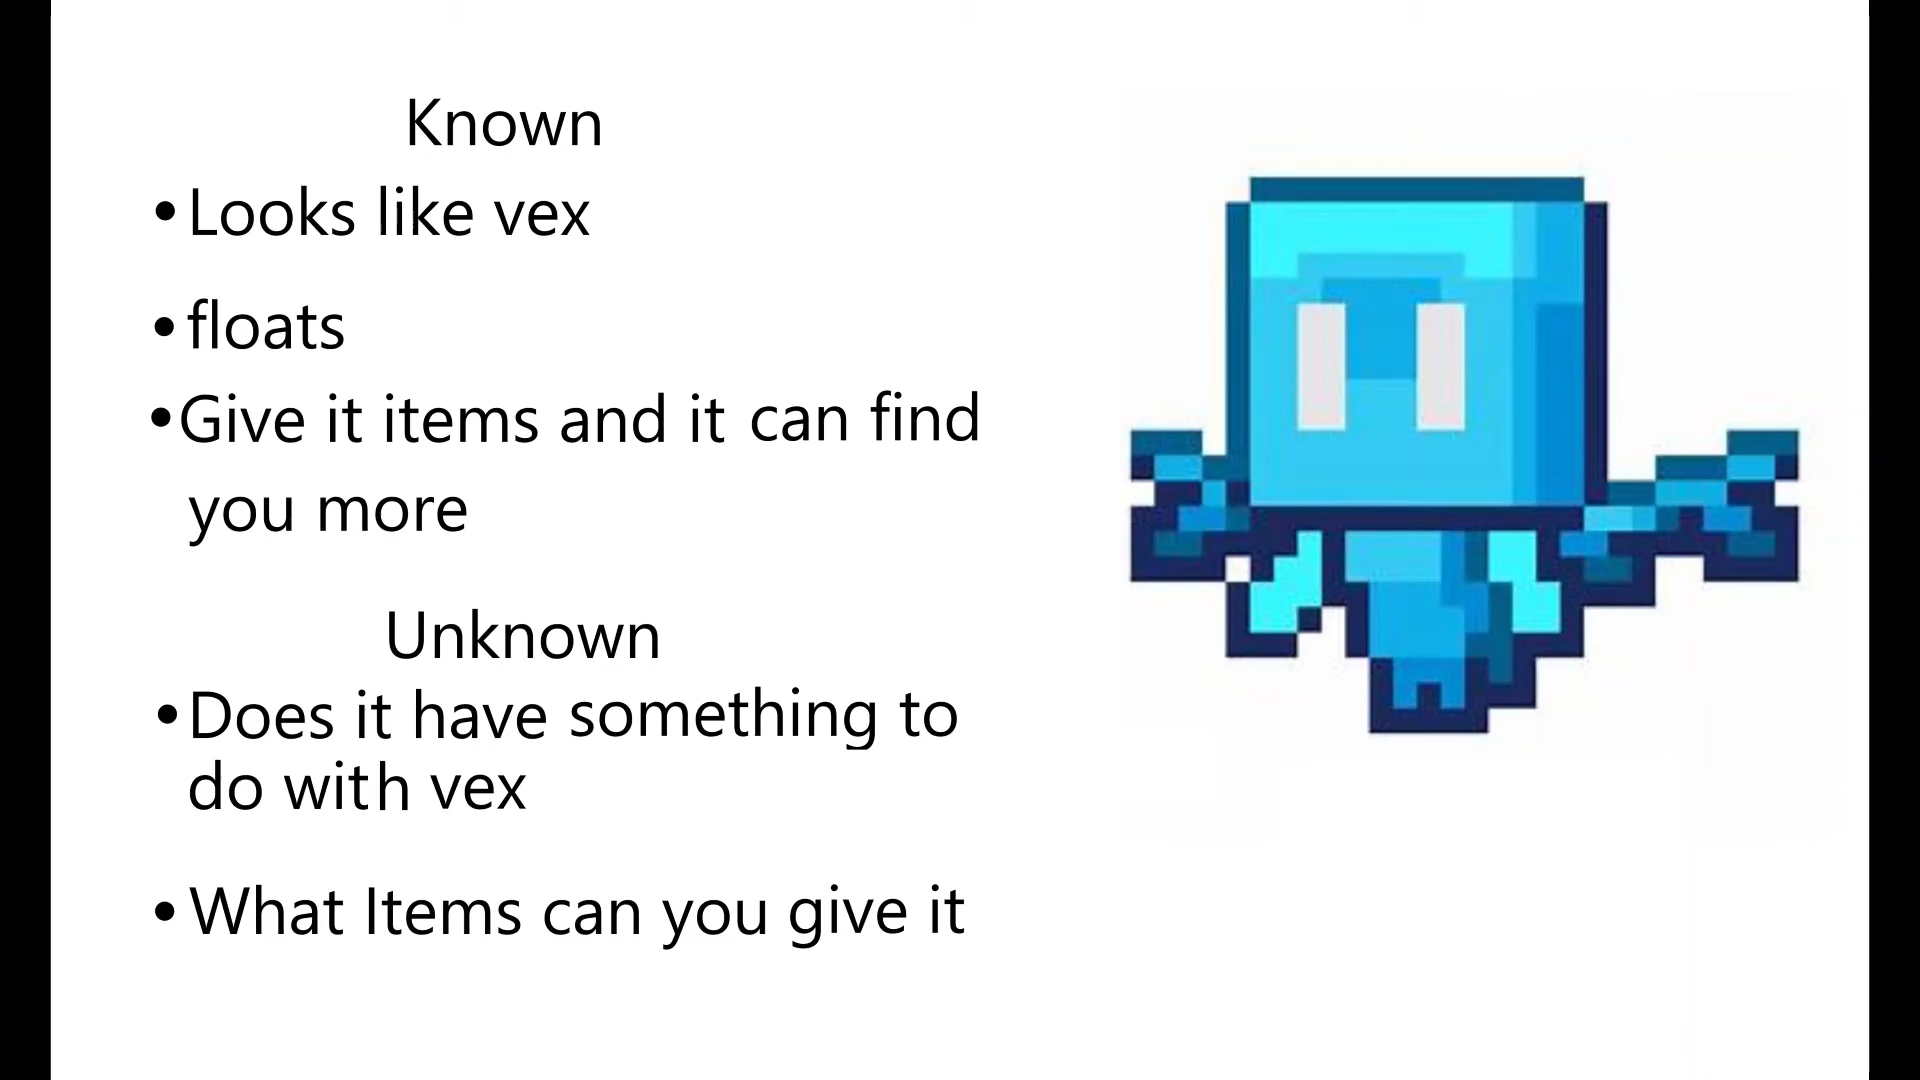 Known
•Looks like vex
•floats
•Give it items and it can find
you more
Unknown
•Does it have something to
do with vex
•What Items can you give it